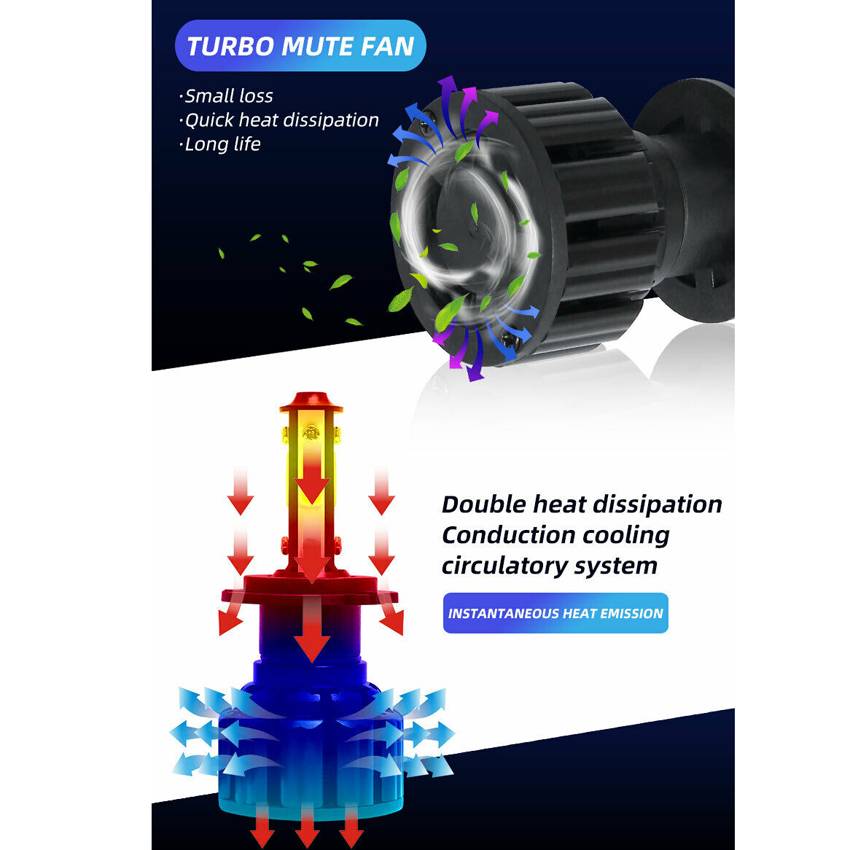 TURBO MUTE FAN
·Small loss
·Quick heat dissipation
·Long life
Double heat dissipation
Conduction cooling
circulatory system
INSTANTANEOUS HEAT EMISSION